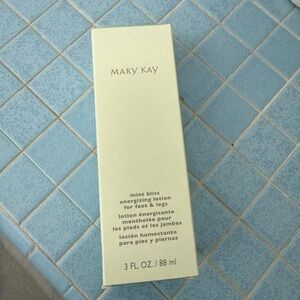 MARY KAY
mint bliss
energizing lotion
for feet & legs
lotion énergisante
mentholée pour
les pieds et les jambes
loción humectante
para pies y piernas
3 FL. OZ. / 88 ml